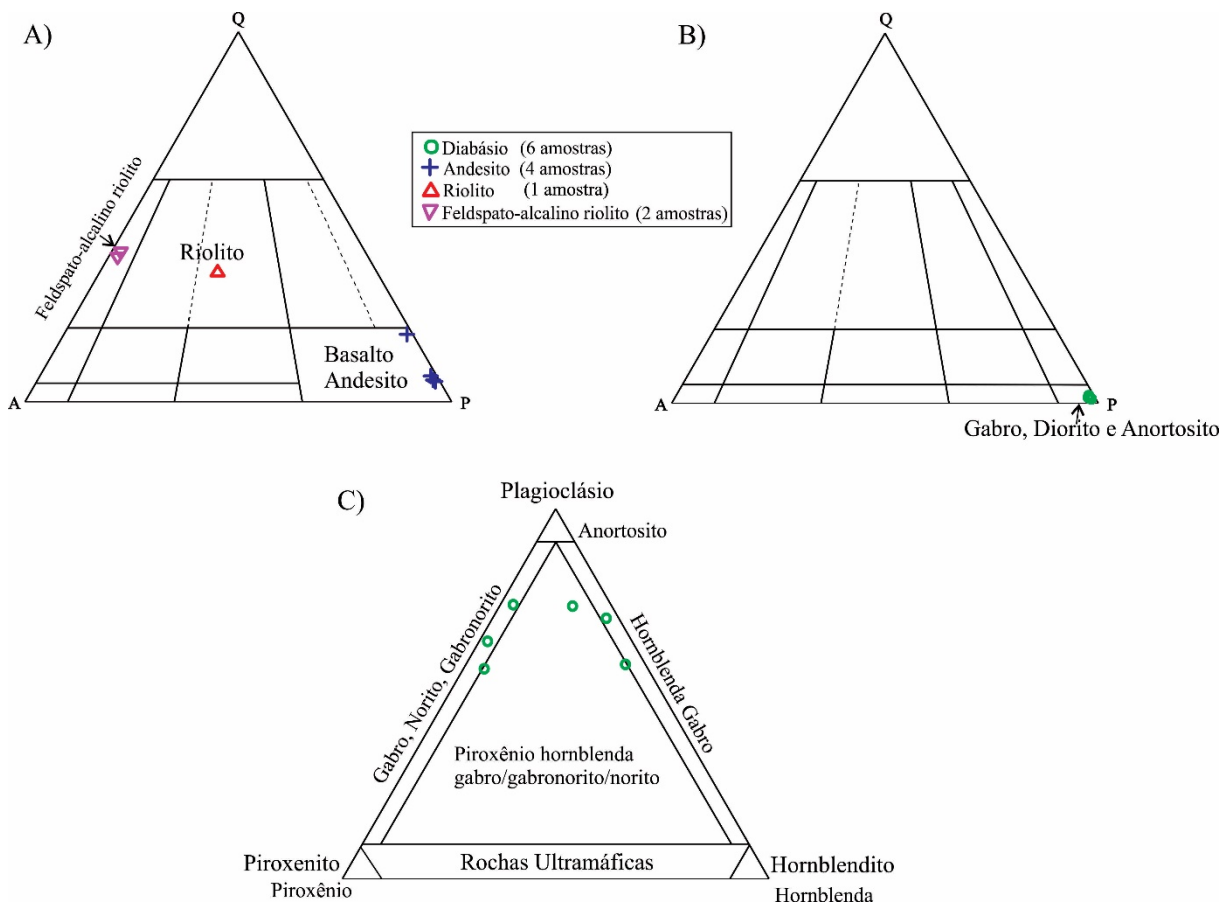 A)
Q
Feldspato-alcalino riolito
Riolito
Basalto
Andesito
A
P
Diabásio (6 amostras)
Andesito (4 amostras)
Riolito (1 amostra)
Feldspato-alcalino riolito (2 amostras)
B)
Q
A
P
Gabro, Diorito e Anortosito
C)
Plagioclásio
Anortosito
Gabro, Norito, Gabronorito
Hornblenda Gabro
Piroxênio hornblenda
gabro/gabronorito/norito
Piroxenito
Rochas Ultramáficas
Hornblendito
Piroxênio
Hornblenda